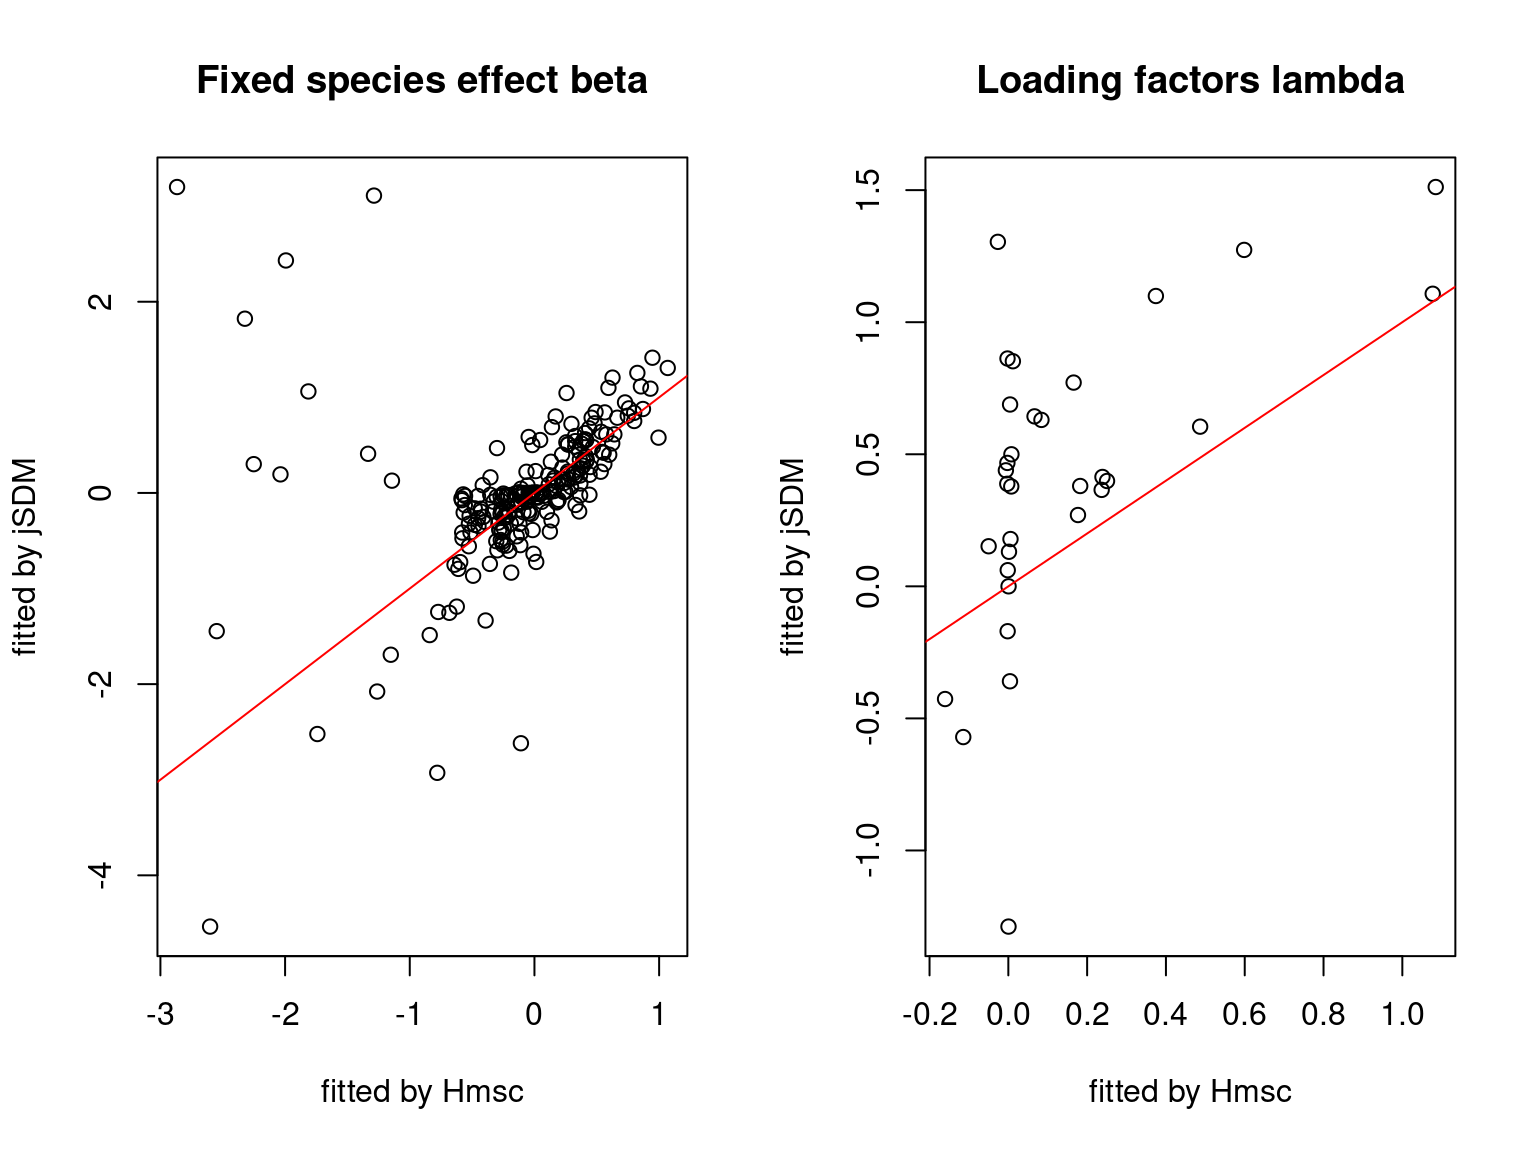 Fixed species effect beta
fitted by jSDM
2
0
-2
-4
-3 -2 -1 0 1
fitted by Hmsc
Loading factors lambda
fitted by jSDM
1.5
1.0
0.5
0.0
-0.5
-1.0
-0.2 0.0 0.2 0.4 0.6 0.8 1.0
fitted by Hmsc